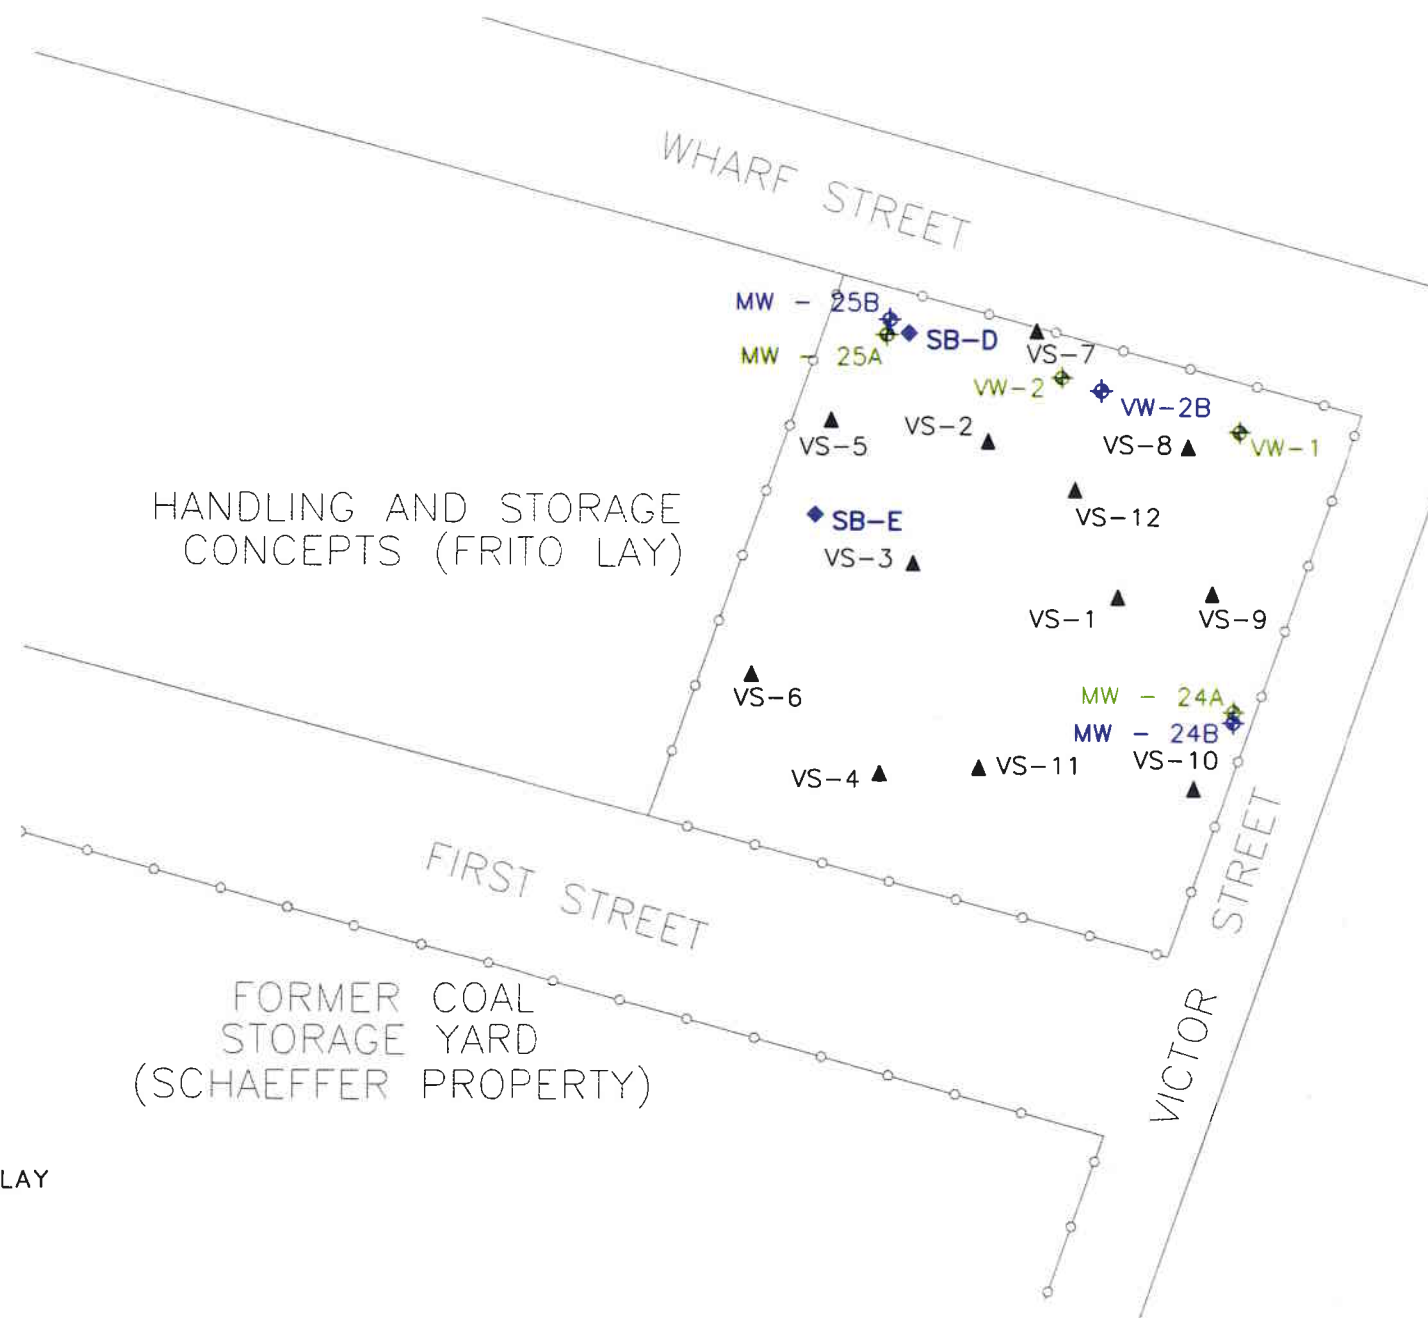 WHARF STREET
MW - 25B
SB-D
MW - 25A
VS-7
VW-2
VW-2B
VS-5
VS-2
VS-8
VW-1
HANDLING AND STORAGE
CONCEPTS (FRITO LAY)
SB-E
VS-12
VS-3
VS-1
VS-9
VS-6
MW - 24A
MW - 24B
VS-10
VS-4
VS-11
FIRST STREET
VICTOR STREET
FORMER COAL
STORAGE YARD
(SCHAEFFER PROPERTY)
LAY